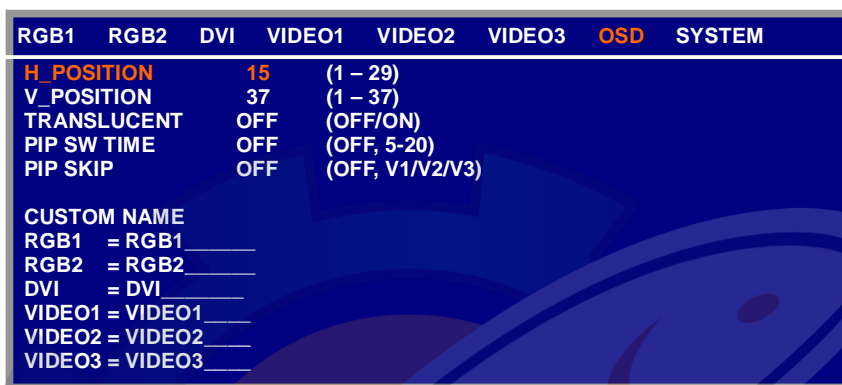 RGB1 RGB2 DVI VIDEO1 VIDEO2 VIDEO3 OSD SYSTEM
H_POSITION 15 (1 – 29)
V_POSITION 37 (1 – 37)
TRANSLUCENT OFF (OFF/ON)
PIP SW TIME OFF (OFF, 5-20)
PIP SKIP OFF (OFF, V1/V2/V3)
CUSTOM NAME
RGB1 = RGB1______
RGB2 = RGB2______
DVI = DVI_______
VIDEO1 = VIDEO1____
VIDEO2 = VIDEO2____
VIDEO3 = VIDEO3____